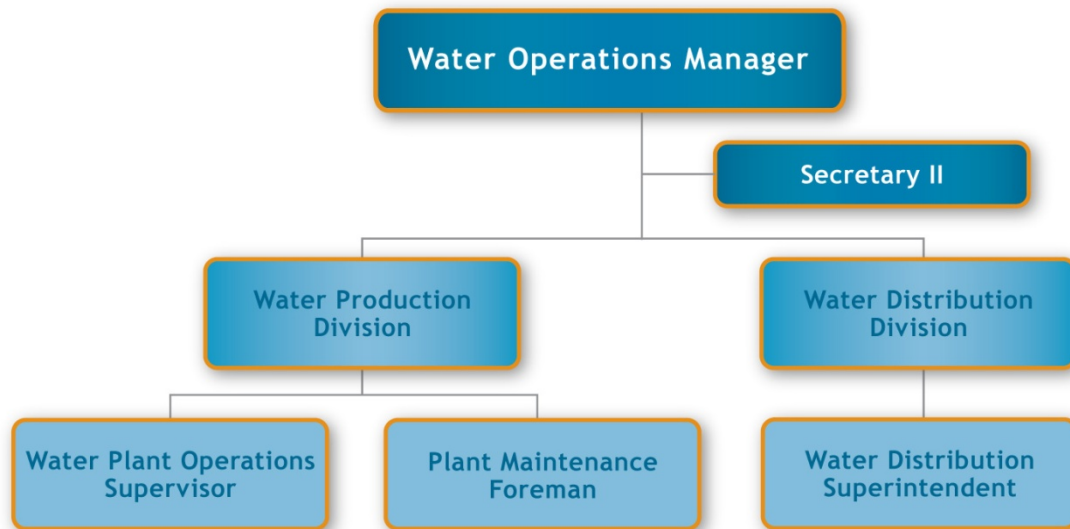 Water Operations Manager
Secretary II
Water Production
Division
Water Distribution
Division
Water Plant Operations
Supervisor
Plant Maintenance
Foreman
Water Distribution
Superintendent